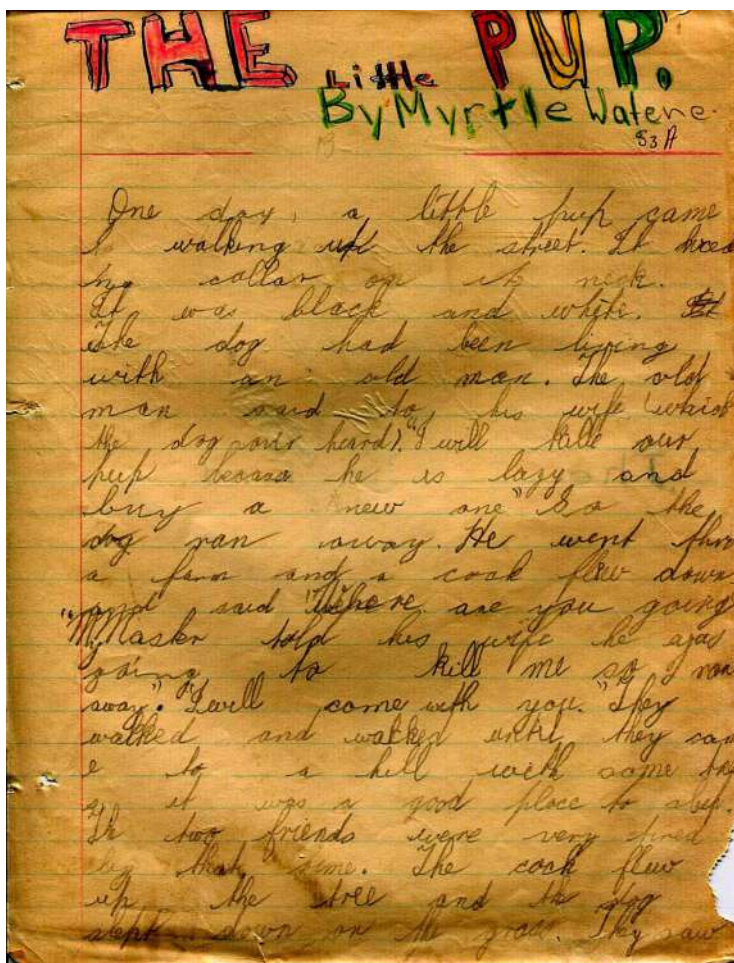 THE Little PUP.
By Myrtle Watene.
S3A
One day, a little pup came
walking up the street. It had
no collar on its neck.
It was black and white.
The dog had been living
with an old man. The old
man said to his wife (which
the dog over heard). "I will kille our
pup because he is lazy and
buy a new one" So the
dog ran away. He went thro
a farm and a cock flew down
and said "Where are you going
"My Master told his wife he was
going to kill me so I ran
away". "I will come with you." They
walked and walked until they cam
e to a hill with some
it was a good place to
The two friends were very tired
by that time. The cock flew
up the tree and the dog
slept down on the grass. They saw